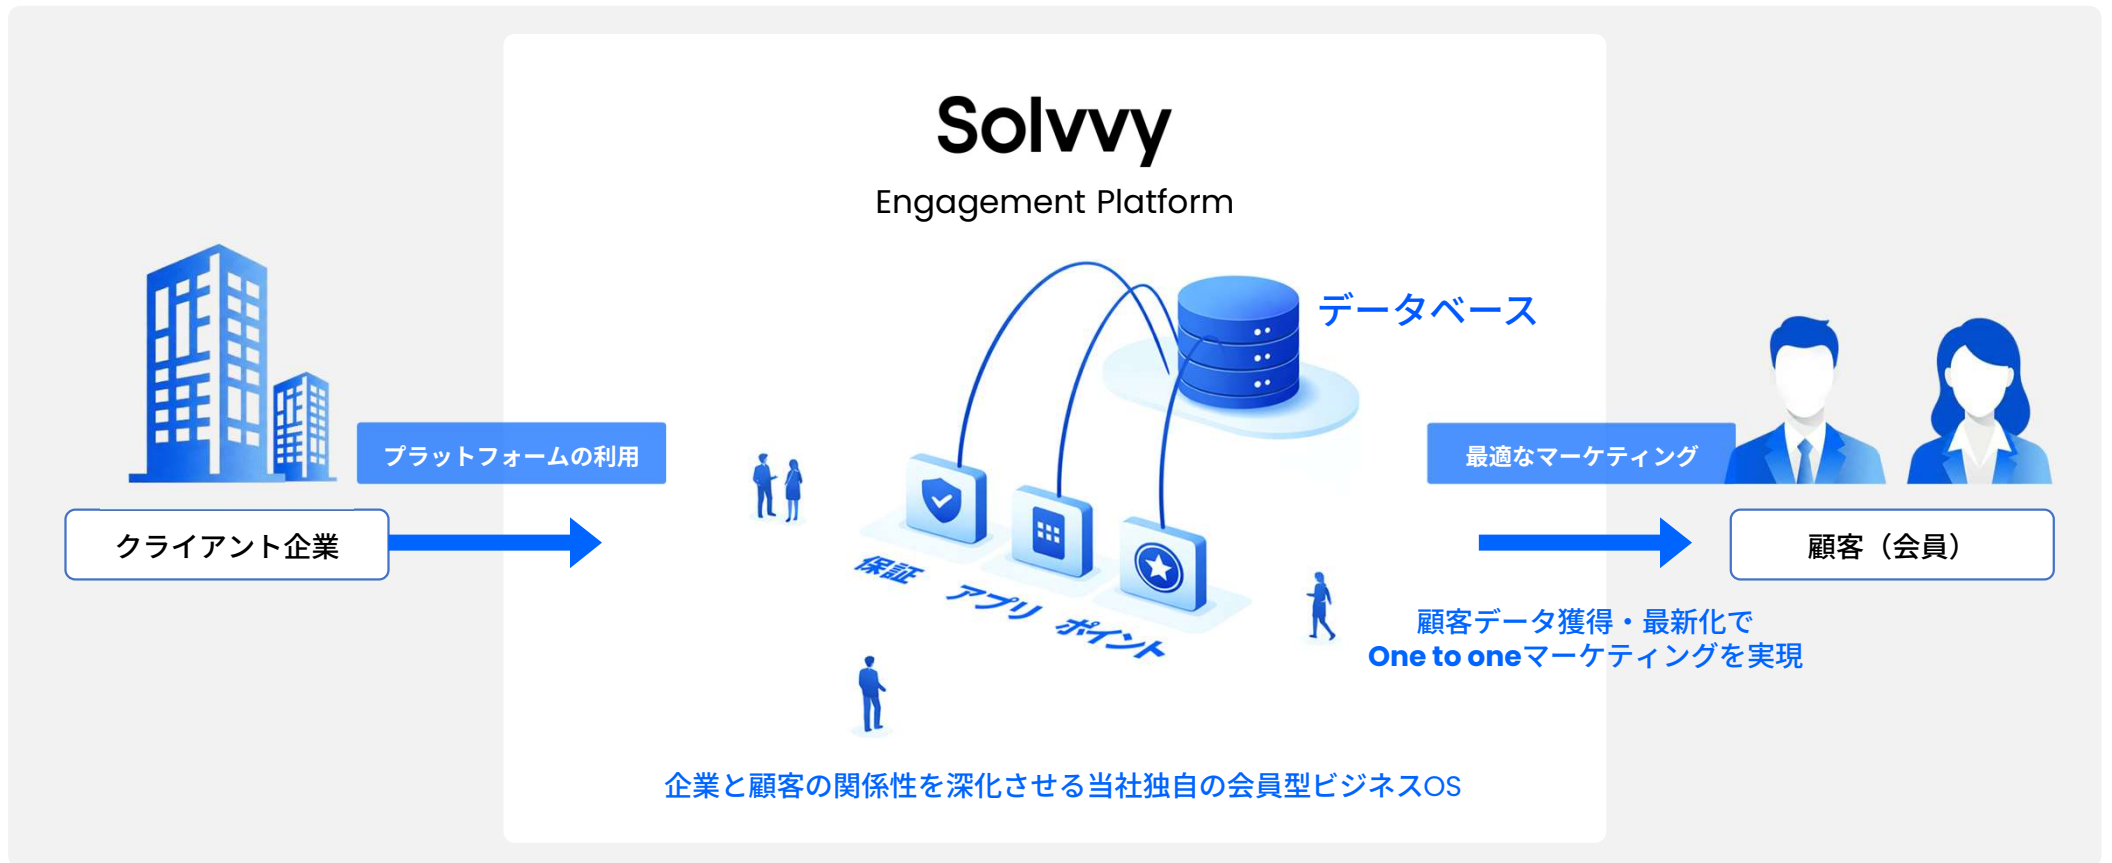 Solvvy
Engagement Platform
データベース
プラットフォームの利用
最適なマーケティング
クライアント企業
顧客（会員）
保証
アプリ
ポイント
顧客データ獲得・最新化で
One to oneマーケティングを実現
企業と顧客の関係性を深化させる当社独自の会員型ビジネスOS